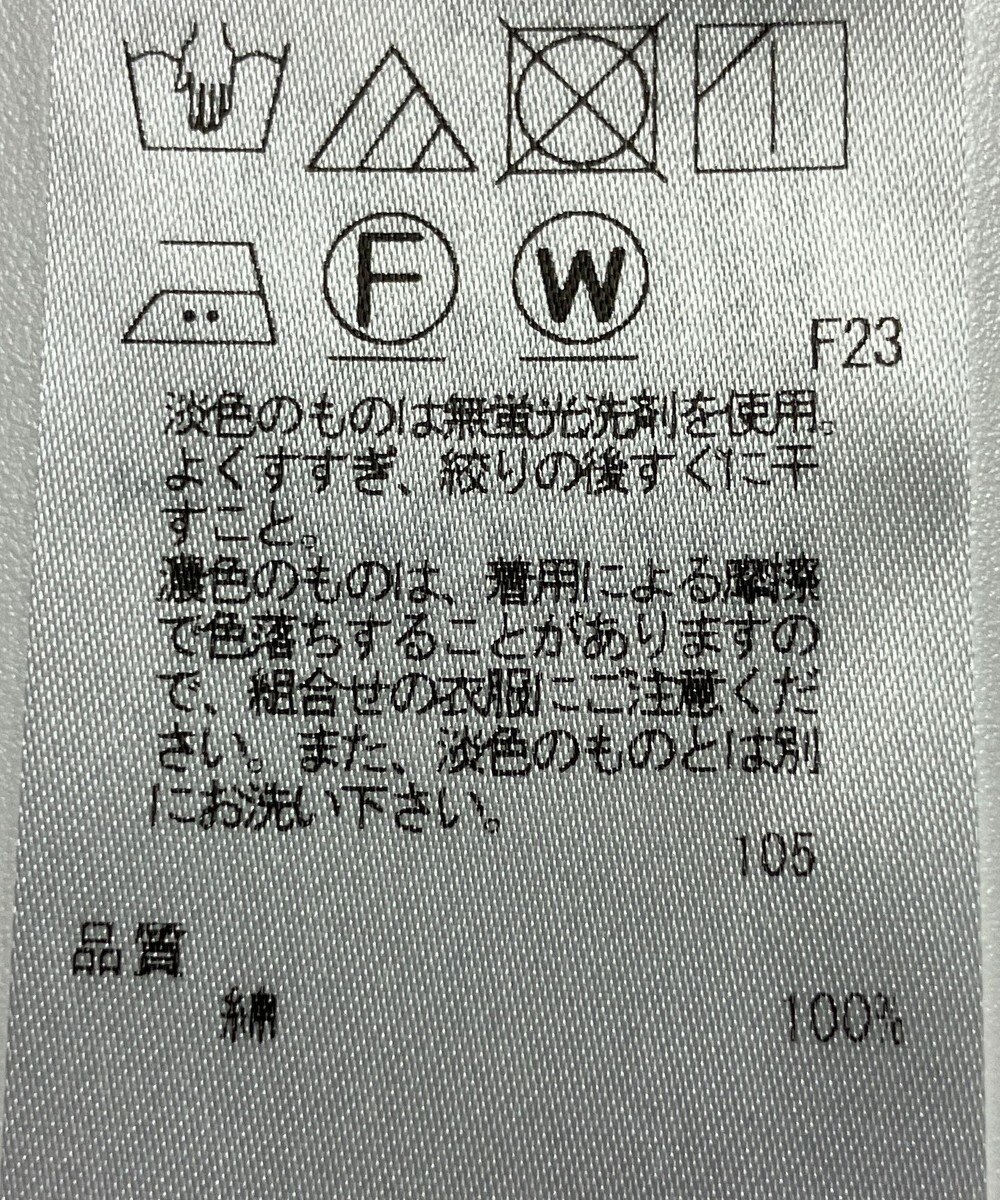 F
W
F23
淡色のものは無蛍光洗剤を使用。
よくすすぎ、絞りの後すぐに干
すこと。
濃色のものは、着用による摩擦
で色落ちすることがありますの
で、組合せの衣服にご注意くだ
さい。また、淡色のものとは別
にお洗い下さい。
105
品質
綿 100%